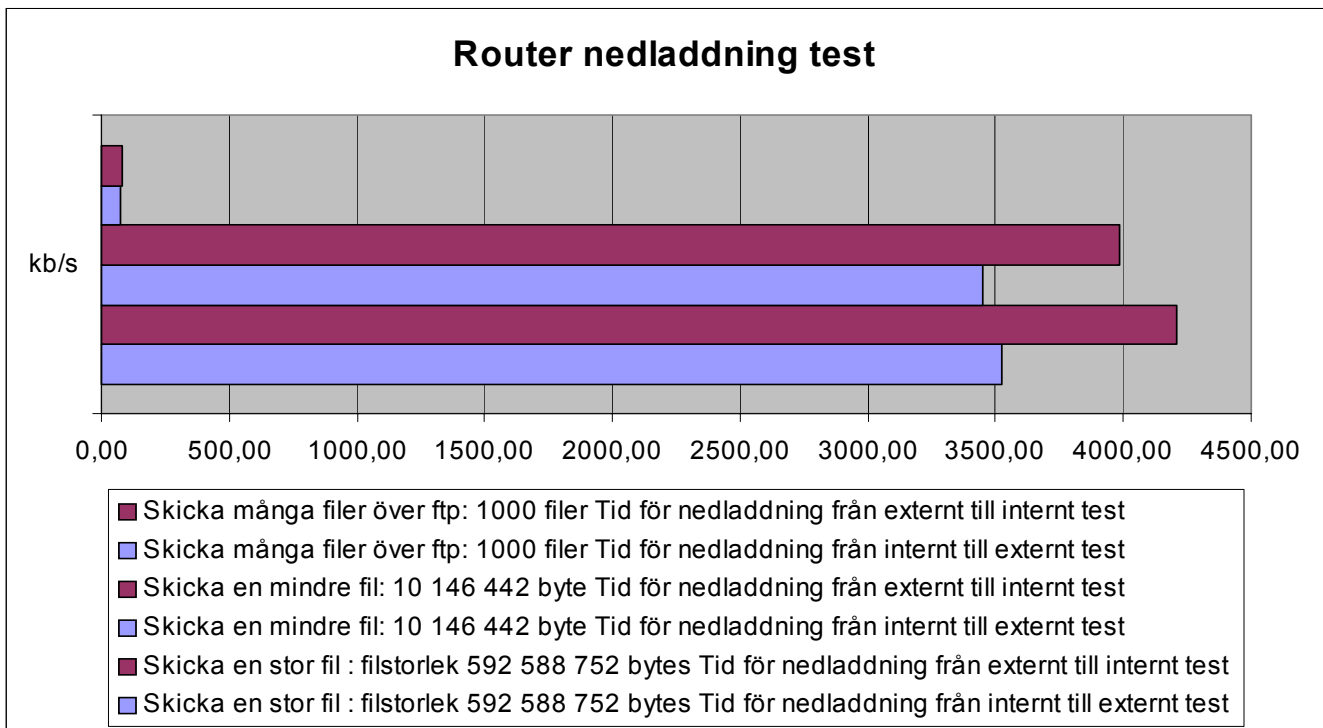 Router nedladdning test
kb/s
0,00 500,00 1000,00 1500,00 2000,00 2500,00 3000,00 3500,00 4000,00 4500,00
Skicka många filer över ftp: 1000 filer Tid för nedladdning från externt till internt test
Skicka många filer över ftp: 1000 filer Tid för nedladdning från internt till externt test
Skicka en mindre fil: 10 146 442 byte Tid för nedladdning från externt till internt test
Skicka en mindre fil: 10 146 442 byte Tid för nedladdning från internt till externt test
Skicka en stor fil : filstorlek 592 588 752 bytes Tid för nedladdning från externt till internt test
Skicka en stor fil : filstorlek 592 588 752 bytes Tid för nedladdning från internt till externt test